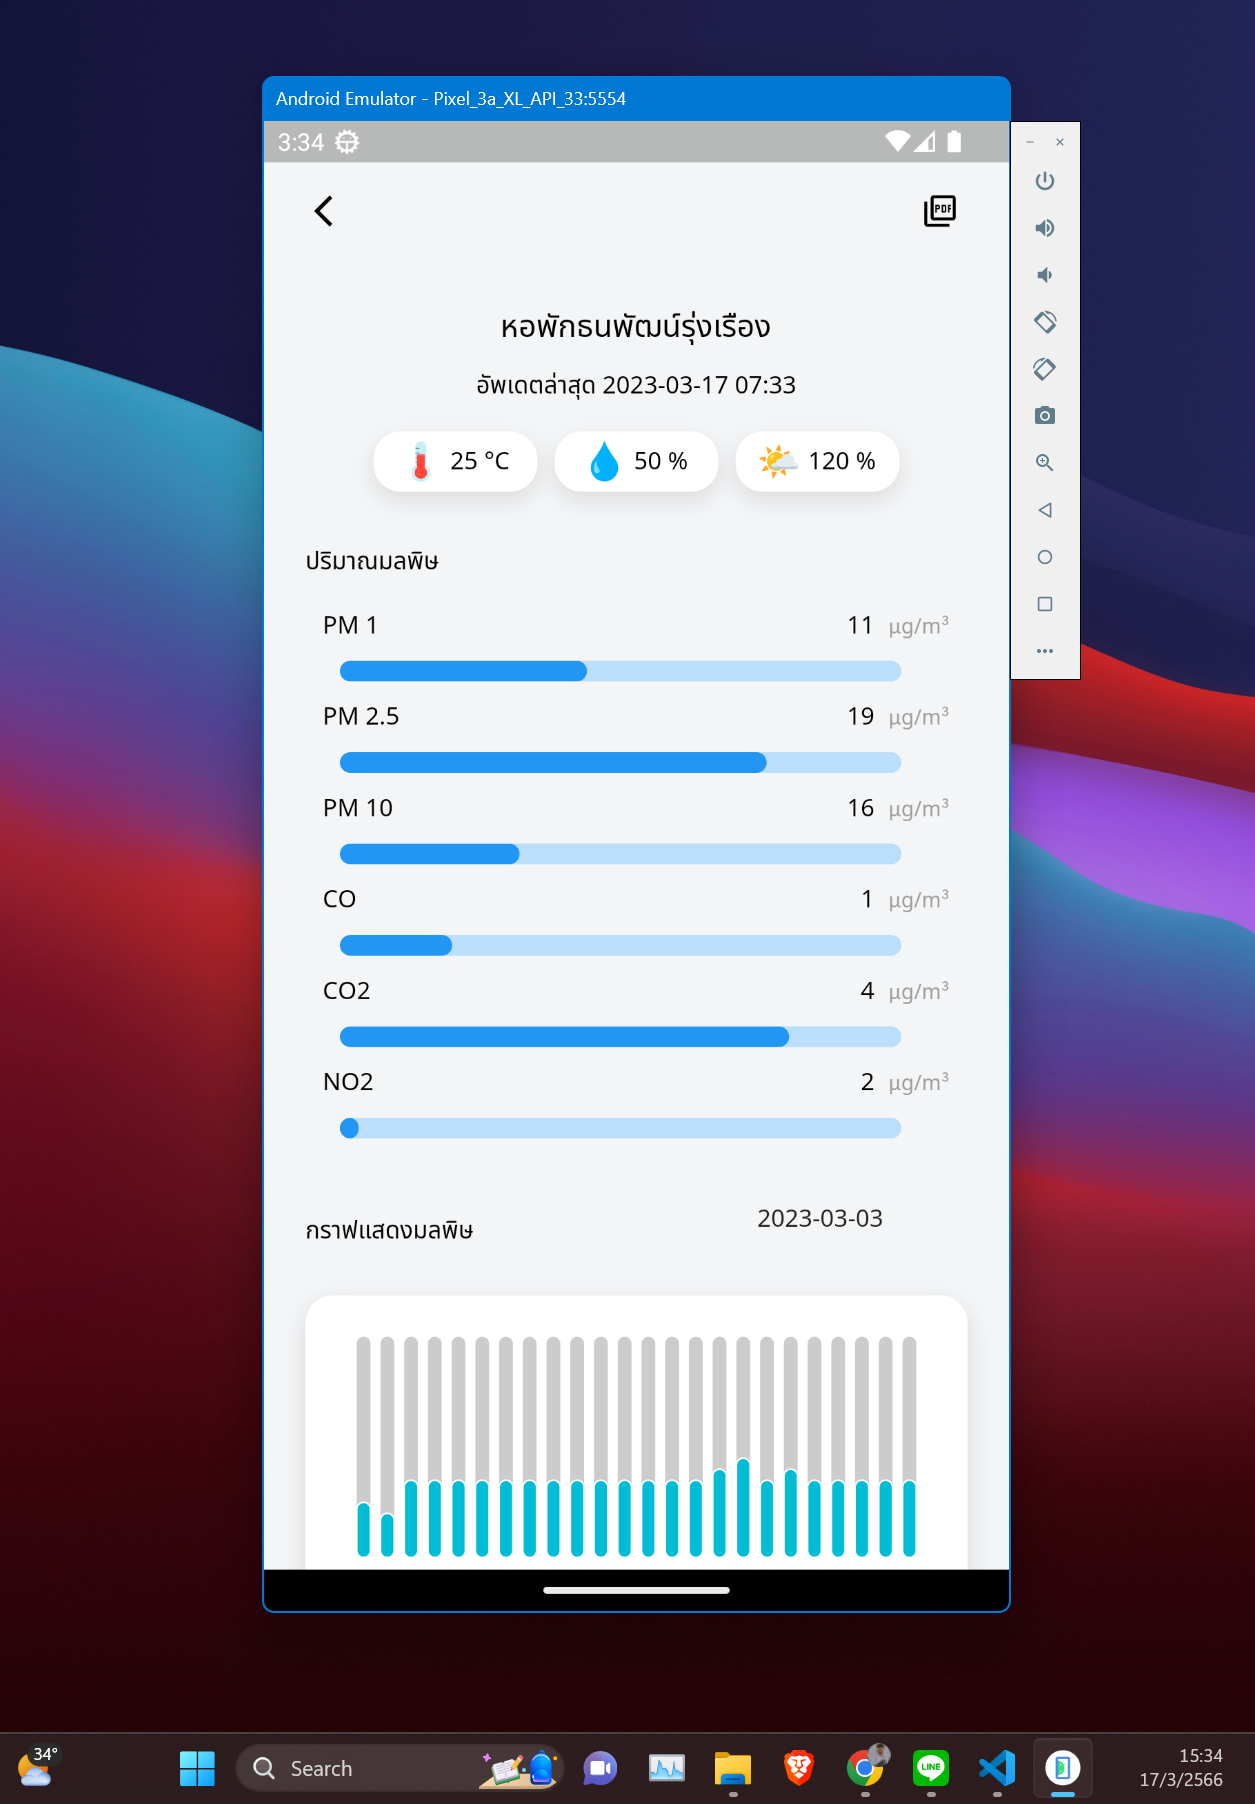 Android Emulator - Pixel_3a_XL_API_33:5554
3:34
PDF
หอพักธนพัฒน์รุ่งเรือง
อัพเดตล่าสุด 2023-03-17 07:33
25 °C
50 %
120 %
ปริมาณมลพิษ
PM 1
11 µg/m³
PM 2.5
19 µg/m³
PM 10
16 µg/m³
CO
1 µg/m³
CO2
4 µg/m³
NO2
2 µg/m³
กราฟแสดงมลพิษ
2023-03-03
34°
Search
LINE
15:34
17/3/2566